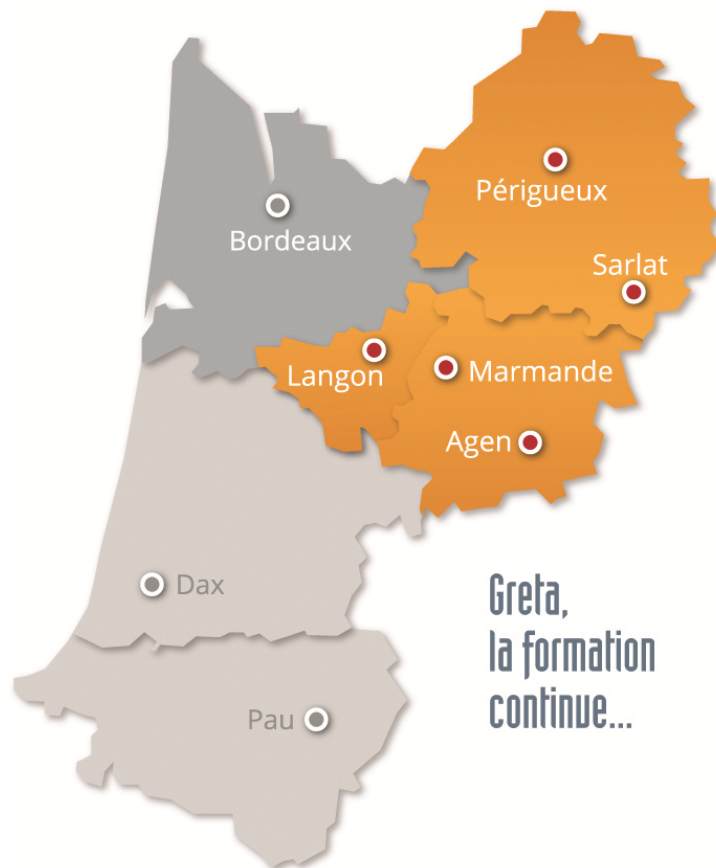 Périgueux
Bordeaux
Sarlat
Langon
Marmande
Agen
Dax
Greta,
la formation
continue...
Pau